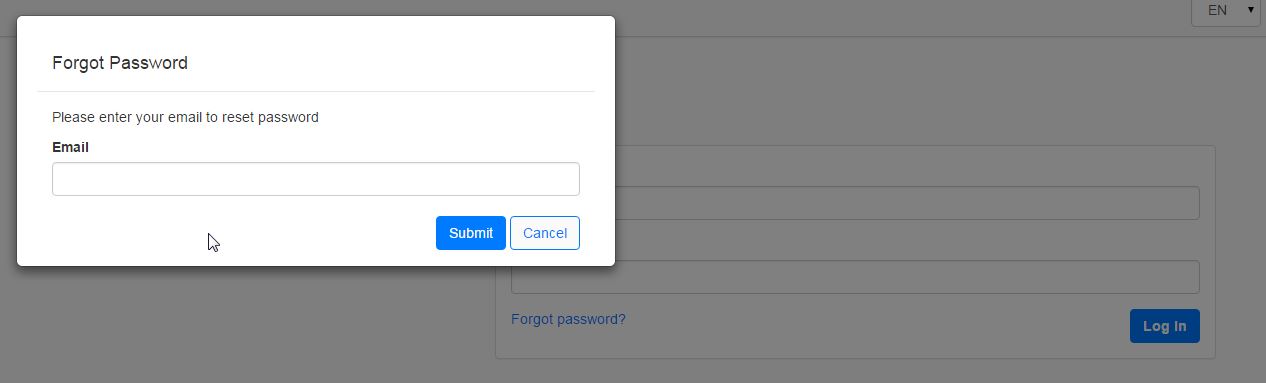 EN
Forgot Password
Please enter your email to reset password
Email
Submit Cancel
Forgot password?
Log In